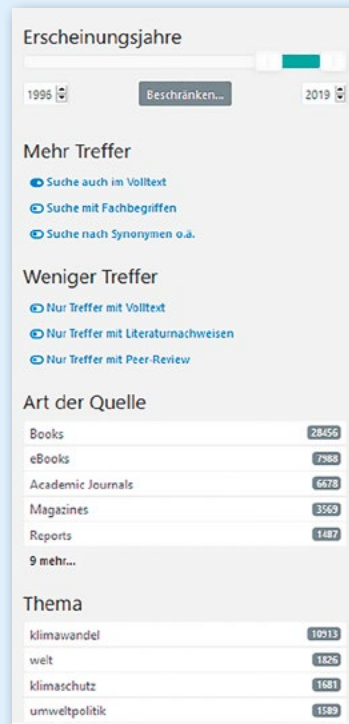 Erscheinungsjahre
1996 Beschränken... 2019
Mehr Treffer
Suche auch im Volltext
Suche mit Fachbegriffen
Suche nach Synonymen o.ä.
Weniger Treffer
Nur Treffer mit Volltext
Nur Treffer mit Literaturnachweisen
Nur Treffer mit Peer-Review
Art der Quelle
Books 28456
eBooks 7988
Academic Journals 6678
Magazines 3569
Reports 1487
9 mehr...
Thema
klimawandel 10913
welt 1826
klimaschutz 1681
umweltpolitik 1589